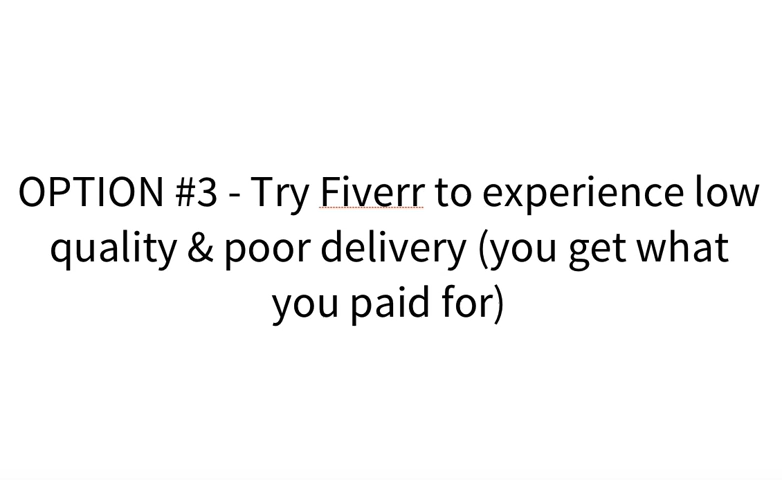 OPTION #3 - Try Fiverr to experience low
quality & poor delivery (you get what
you paid for)